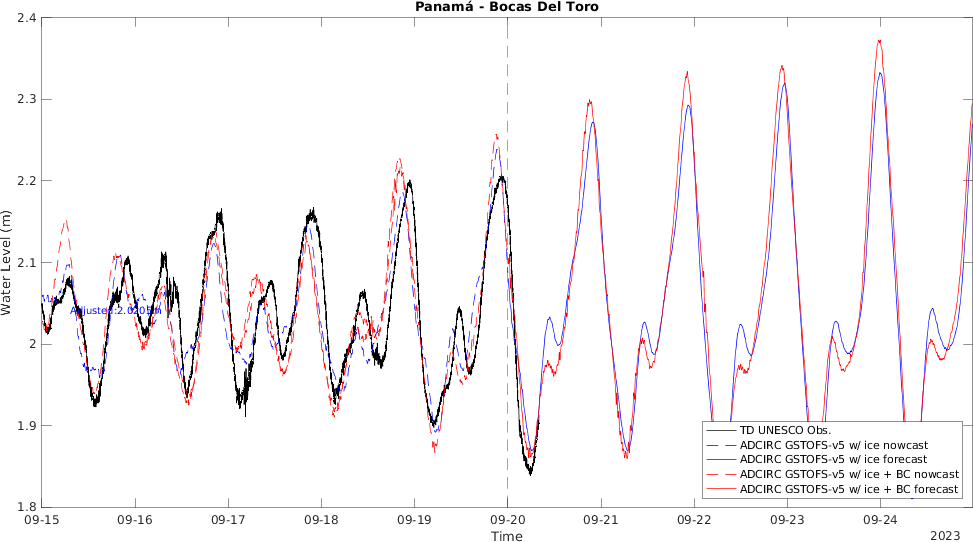 Panamá - Bocas Del Toro
2.4
2.3
2.2
2.1
2
1.9
1.8
Water Level (m)
TD UNESCO Obs.
ADCIRC GSTOFS-v5 w/ ice nowcast
ADCIRC GSTOFS-v5 w/ ice forecast
ADCIRC GSTOFS-v5 w/ ice + BC nowcast
ADCIRC GSTOFS-v5 w/ ice + BC forecast
09-15 09-16 09-17 09-18 09-19 09-20 09-21 09-22 09-23 09-24
Time
2023